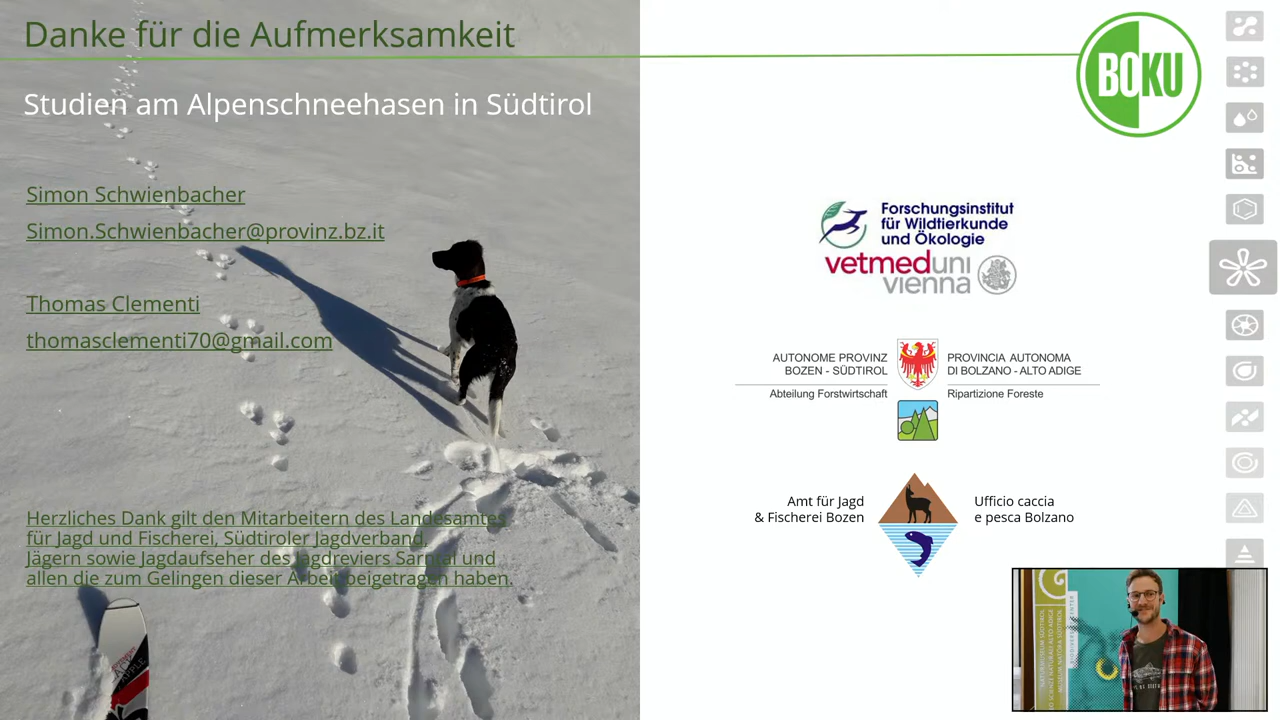 Danke für die Aufmerksamkeit
Studien am Alpenschneehasen in Südtirol
Simon Schwienbacher
Simon.Schwienbacher@provinz.bz.it
Thomas Clementi
thomasclementi70@gmail.com
Herzliches Dank gilt den Mitarbeitern des Landesamtes
für Jagd und Fischerei, Südtiroler Jagdverband,
Jägern sowie Jagdaufseher des Jagdreviers Sarntal und
allen die zum Gelingen dieser Arbeit beigetragen haben.
BOKU
Forschungsinstitut
für Wildtierkunde
und Ökologie
vetmeduni
vienna
AUTONOME PROVINZ
BOZEN - SÜDTIROL
PROVINCIA AUTONOMA
DI BOLZANO - ALTO ADIGE
Abteilung Forstwirtschaft
Ripartizione Foreste
Amt für Jagd
& Fischerei Bozen
Ufficio caccia
e pesca Bolzano
NATURMUSEUM SÜDTIROL